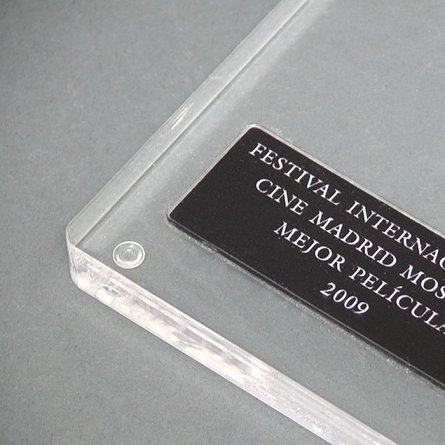 FESTIVAL INTERNAC
CINE MADRID MOS
MEJOR PELÍCULA
2009